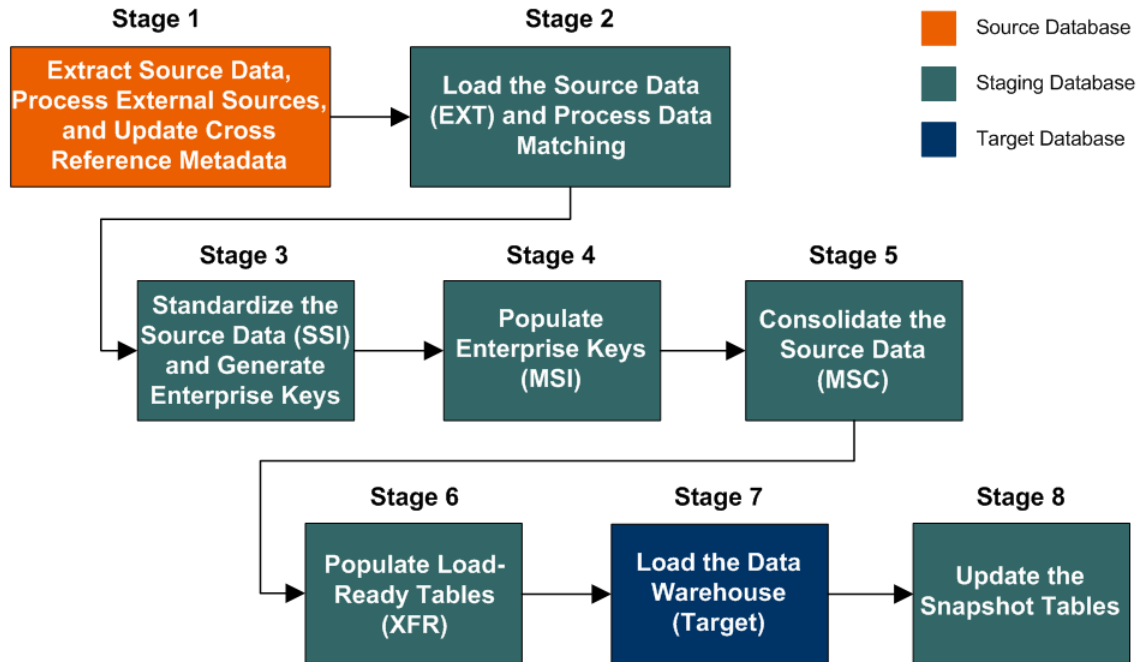 Stage 1
Extract Source Data,
Process External Sources,
and Update Cross
Reference Metadada
Stage 2
Load the Source Data
(EXT) and Process Data
Matching
Source Database
Staging Database
Target Database
Stage 3
Standardize the
Source Data (SSI)
and Generate
Enterprise Keys
Stage 4
Populate
Enterprise Keys
(MSI)
Stage 5
Consolidate the
Source Data
(MSC)
Stage 6
Populate Load-
Ready Tables
(XFR)
Stage 7
Load the Data
Warehouse
(Target)
Stage 8
Update the
Snapshot Tables